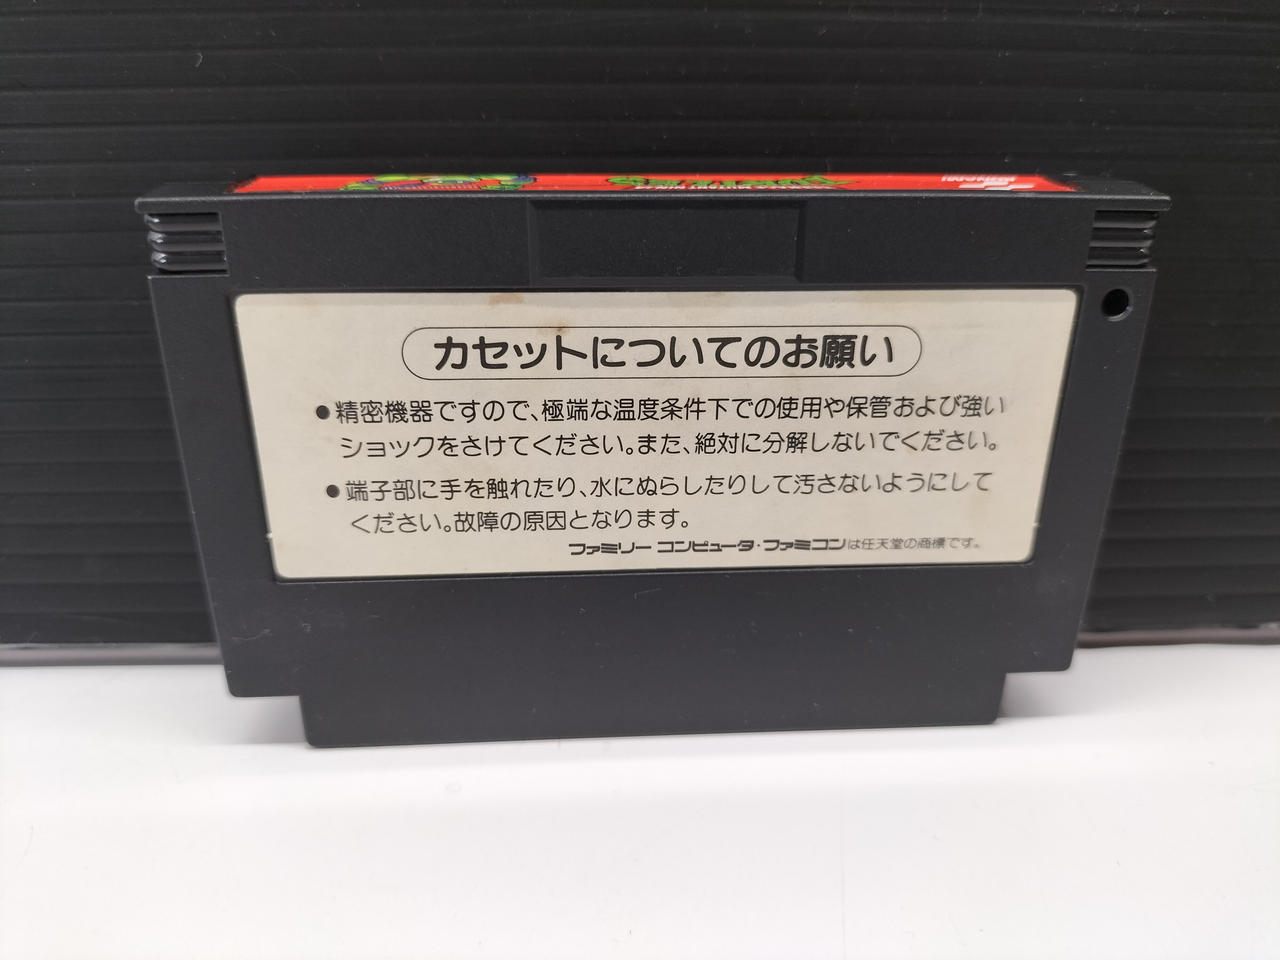 KONAMI
カセットについてのお願い
●精密機器ですので、極端な温度条件下での使用や保管および強い
ショックをさけてください。また、絶対に分解しないでください。
●端子部に手を触れたり、水にぬらしたりして汚さないようにして
ください。故障の原因となります。
ファミリー コンピュータ・ファミコンは任天堂の商標です。